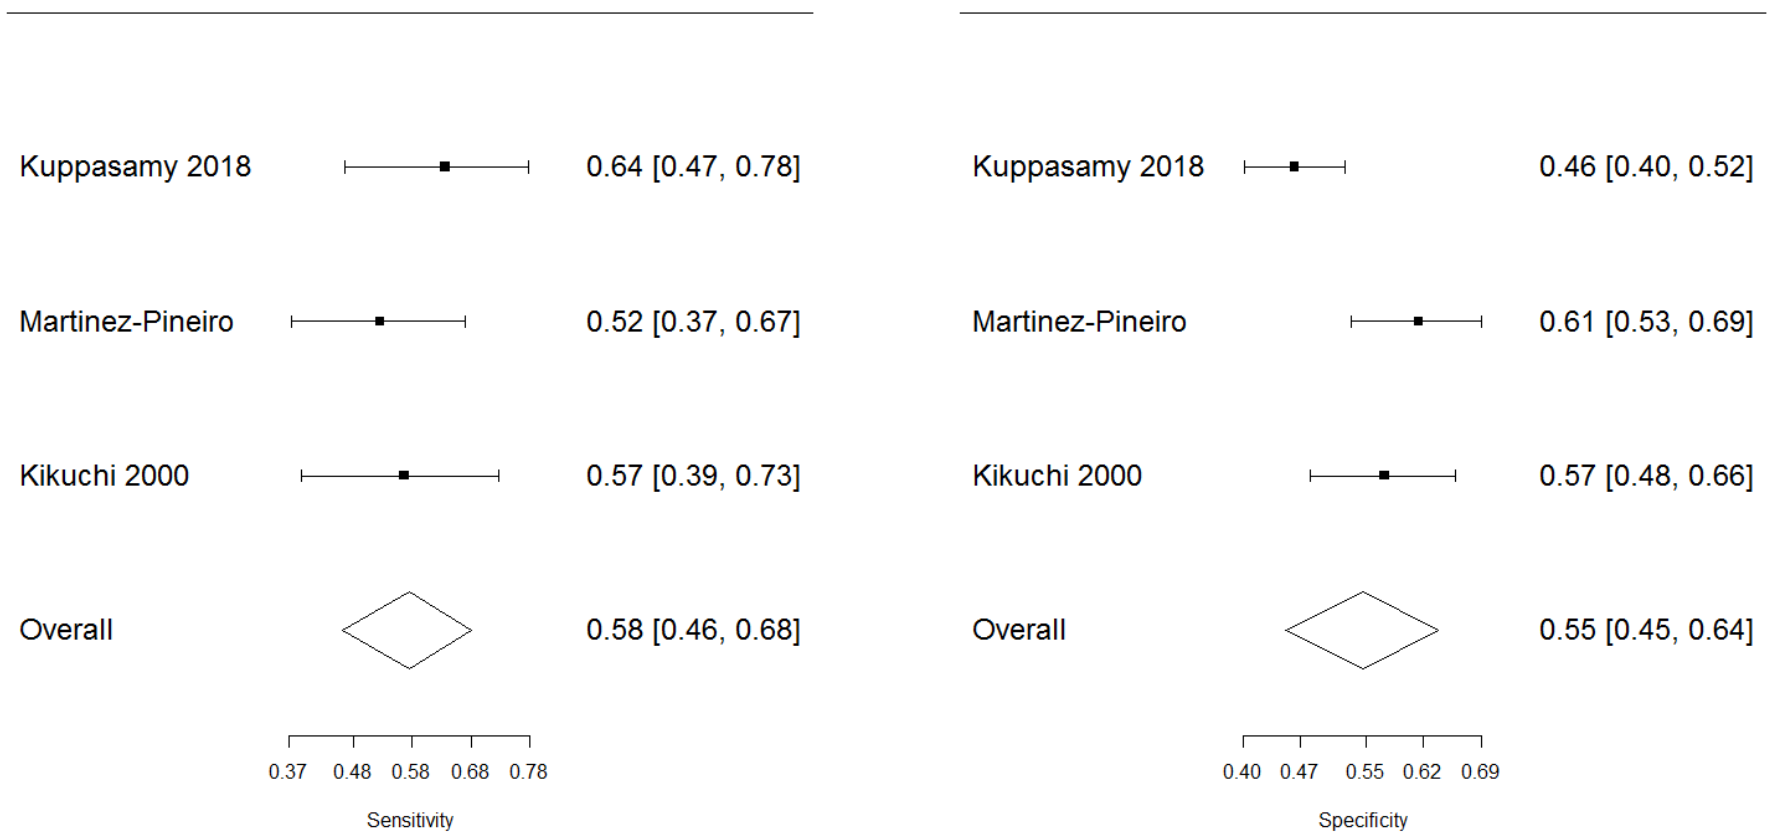 Kuppasamy 2018 0.64 [0.47, 0.78]
Martinez-Pineiro 0.52 [0.37, 0.67]
Kikuchi 2000 0.57 [0.39, 0.73]
Overall 0.58 [0.46, 0.68]
0.37 0.48 0.58 0.68 0.78
Sensitivity
Kuppasamy 2018 0.46 [0.40, 0.52]
Martinez-Pineiro 0.61 [0.53, 0.69]
Kikuchi 2000 0.57 [0.48, 0.66]
Overall 0.55 [0.45, 0.64]
0.40 0.47 0.55 0.62 0.69
Specificity